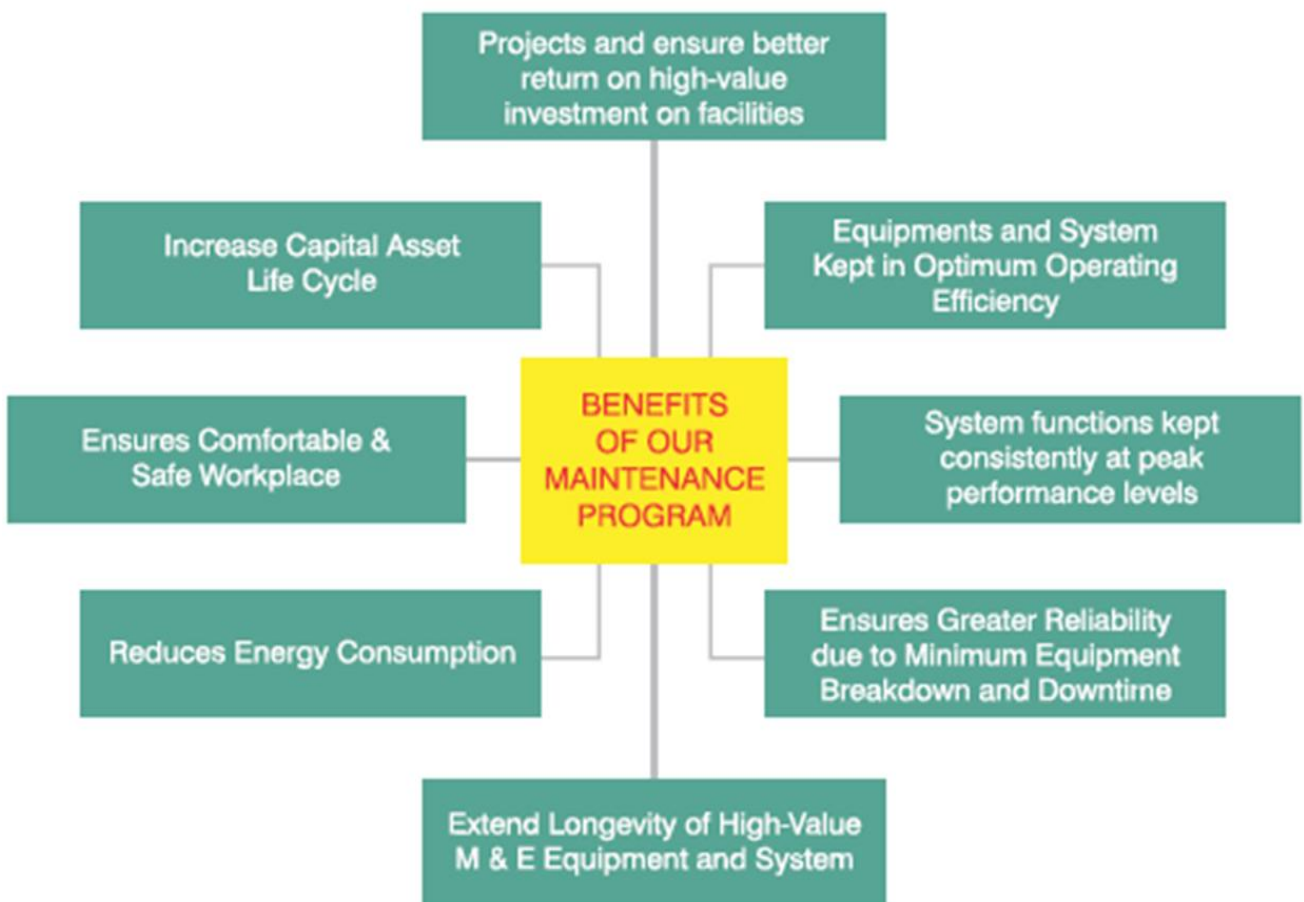 Projects and ensure better
return on high-value
investment on facilities
Increase Capital Asset
Life Cycle
Equipments and System
Kept in Optimum Operating
Efficiency
Ensures Comfortable &
Safe Workplace
BENEFITS
OF OUR
MAINTENANCE
PROGRAM
System functions kept
consistently at peak
performance levels
Reduces Energy Consumption
Ensures Greater Reliability
due to Minimum Equipment
Breakdown and Downtime
Extend Longevity of High-Value
M & E Equipment and System